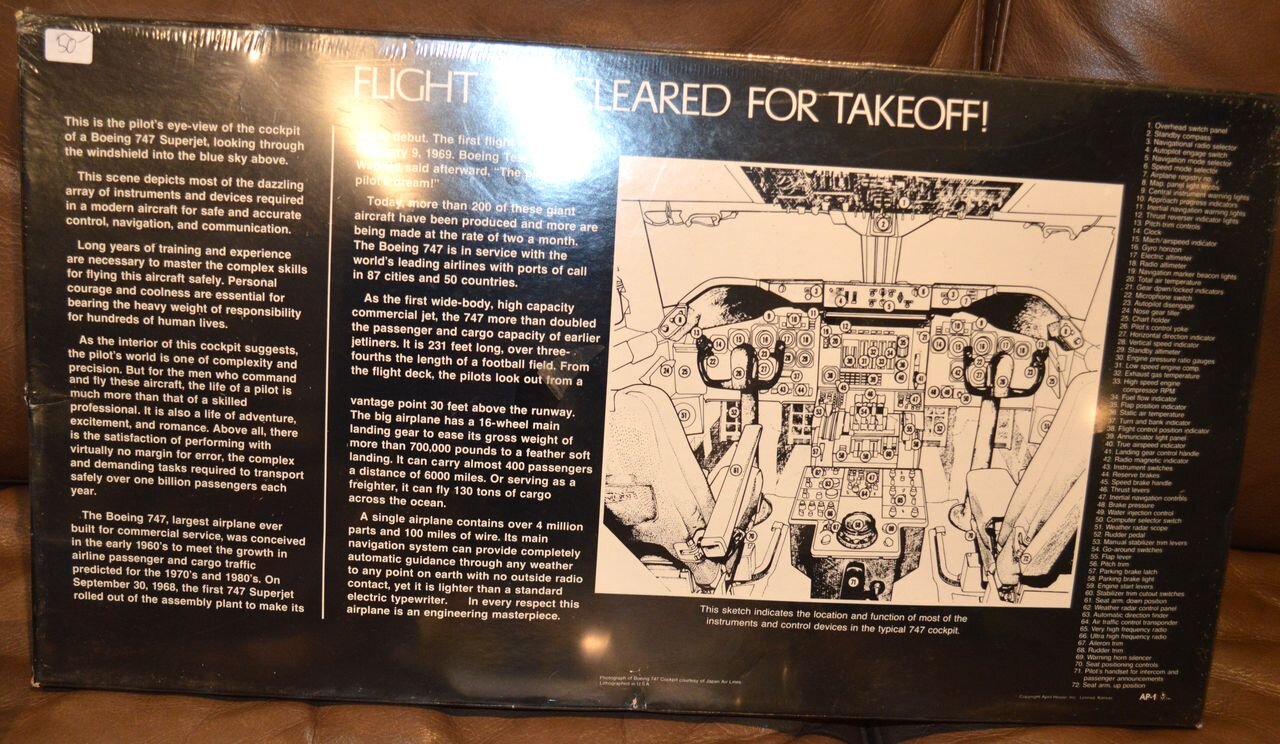 50-
FLIGHT CLEARED FOR TAKEOFF!
This is the pilot's eye-view of the cockpit
of a Boeing 747 Superjet, looking through
the windshield into the blue sky above.
This scene depicts most of the dazzling
array of instruments and devices required
in a modern aircraft for safe and accurate
control, navigation, and communication.
Long years of training and experience
are necessary to master the complex skills
for flying this aircraft safely. Personal
courage and coolness are essential for
bearing the heavy weight of responsibility
for hundreds of human lives.
As the interior of this cockpit suggests,
the pilot's world is one of complexity and
precision. But for the men who command
and fly these aircraft, the life of a pilot is
much more than that of a skilled
professional. It is also a life of adventure,
excitement, and romance. Above all, there
is the satisfaction of performing with
virtually no margin for error, the complex
and demanding tasks required to transport
safely over one billion passengers each
year.
The Boeing 747, largest airplane ever
built for commercial service, was conceived
in the early 1960's to meet the growth in
airline passenger and cargo traffic
predicted for the 1970's and 1980's. On
September 30, 1968, the first 747 Superjet
rolled out of the assembly plant to make its
debut. The first flight
9, 1969. Boeing
said afterward, "The
pilot's dream!"
Today, more than 200 of these giant
aircraft have been produced and more are
being made at the rate of two a month.
The Boeing 747 is in service with the
world's leading airlines with ports of call
in 87 cities and 50 countries.
As the first wide-body, high capacity
commercial jet, the 747 more than doubled
the passenger and cargo capacity of earlier
jetliners. It is 231 feet long, over three-
fourths the length of a football field. From
the flight deck, the pilots look out from a
vantage point 30 feet above the runway.
The big airplane has a 16-wheel main
landing gear to ease its gross weight of
more than 700,000 pounds to a feather soft
landing. It can carry almost 400 passengers
a distance of 6000 miles. Or serving as a
freighter, it can fly 130 tons of cargo
across the ocean.
A single airplane contains over 4 million
parts and 100 miles of wire. Its main
navigation system can provide completely
automatic guidance through any weather
to any point on earth with no outside radio
contact, yet it is lighter than a standard
electric typewriter. In every respect this
airplane is an engineering masterpiece.
This sketch indicates the location and function of most of the
instruments and control devices in the typical 747 cockpit.
Photograph of Boeing 747 Cockpit courtesy of Japan Air Lines
Lithographed in U.S.A.
1. Overhead switch panel
2. Standby compass
3. Navigational radio selector
4. Autopilot engage switch
5. Navigation mode selector
6. Speed mode selector
7. Airplane registry no.
8. Map, panel light knobs
9. Central instrument warning lights
10. Approach progress indicators
11. Inertial navigation warning lights
12. Thrust reverser indicator lights
13. Pitch trim controls
14. Clock
15. Mach/airspeed indicator
16. Gyro horizon
17. Electric altimeter
18. Radio altimeter
19. Navigation marker beacon lights
20. Total air temperature
21. Gear down/locked indicators
22. Microphone switch
23. Autopilot disengage
24. Nose gear tiller
25. Chart holder
26. Pilot's control yoke
27. Horizontal direction indicator
28. Vertical speed indicator
29. Standby altimeter
30. Engine pressure ratio gauges
31. Low speed engine comp.
32. Exhaust gas temperature
33. High speed engine
compressor RPM
34. Fuel flow indicator
35. Flap position indicator
36. Static air temperature
37. Turn and bank indicator
38. Flight control position indicator
39. Annunciator light panel
40. True airspeed indicator
41. Landing gear control handle
42. Radio magnetic indicator
43. Instrument switches
44. Reserve brakes
45. Speed brake handle
46. Thrust levers
47. Inertial navigation controls
48. Brake pressure
49. Water injection control
50. Computer selector switch
51. Weather radar scope
52. Rudder pedal
53. Manual stabilizer trim levers
54. Go-around switches
55. Flap lever
56. Pitch trim
57. Parking brake latch
58. Parking brake light
59. Engine start levers
60. Stabilizer trim cutout switches
61. Seat arm, down position
62. Weather radar control panel
63. Automatic direction finder
64. Air traffic control transponder
65. Very high frequency radio
66. Ultra high frequency radio
67. Aileron trim
68. Rudder trim
69. Warning horn silencer
70. Seat positioning controls
71. Pilot's handset for intercom and
passenger announcements
72. Seat arm, up position
Copyright April House, Inc. Lenexa, Kansas
AP-1